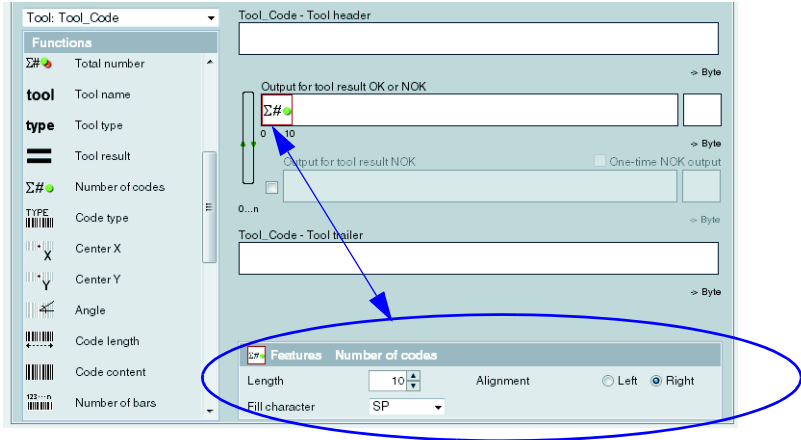 Tool: Tool_Code
Functions
Σ# Total number
tool Tool name
type Tool type
Tool result
Σ# Number of codes
TYPE Code type
X Center X
Y Center Y
Angle
Code length
Code content
123···n Number of bars
Tool_Code - Tool header
-> Byte
Output for tool result OK or NOK
Σ#
0 10
-> Byte
Output for tool result NOK One-time NOK output
0...n
-> Byte
Tool_Code - Tool trailer
-> Byte
Σ# Features Number of codes
Length 10 Alignment Left Right
Fill character SP